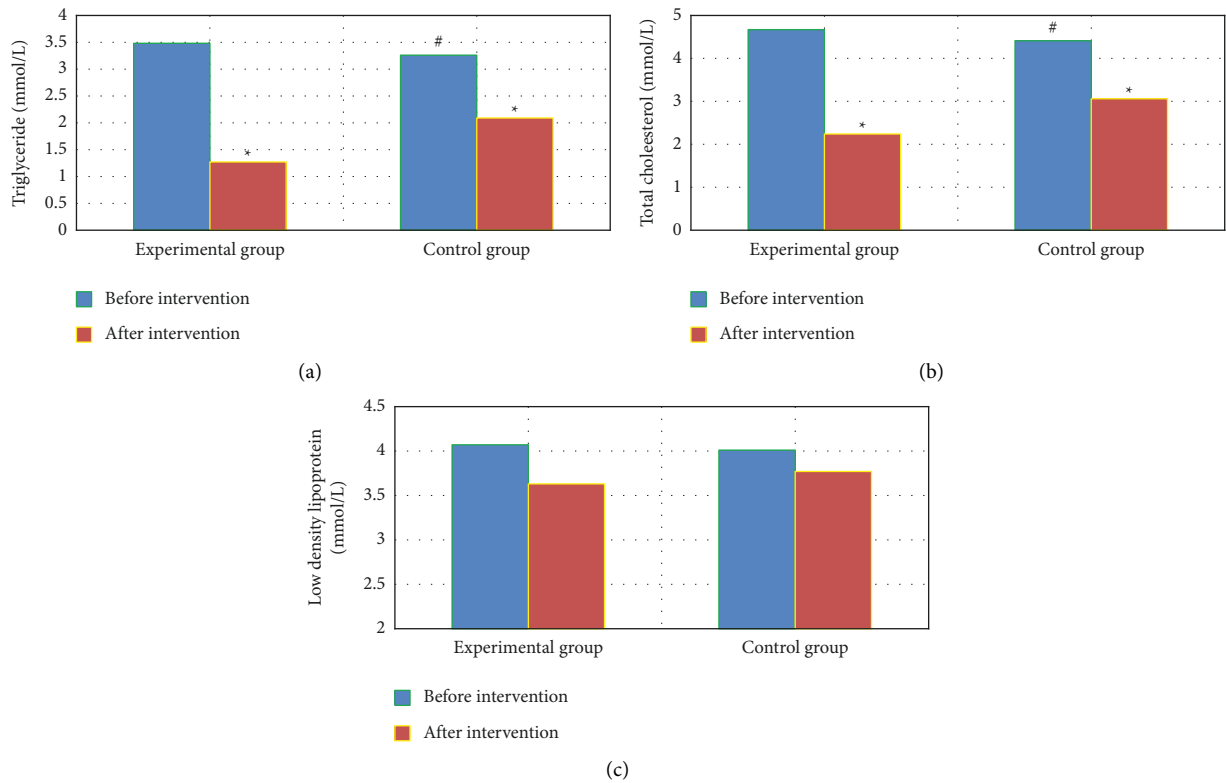 Triglyceride (mmol/L)
4
3.5
3
2.5
2
1.5
1
0.5
0
#
*
*
Experimental group
Control group
Before intervention
After intervention
(a)
Total choleesterol (mmol/L)
5
4
3
2
1
0
#
*
*
Experimental group
Control group
Before intervention
After intervention
(b)
Low density lipoprotein
(mmol/L)
4.5
4
3.5
3
2.5
2
Experimental group
Control group
Before intervention
After intervention
(c)